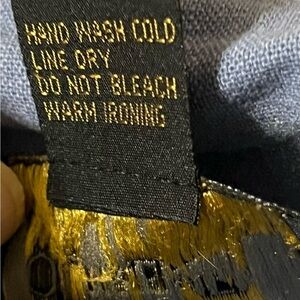 HAND WASH COLD
LINE DRY
DO NOT BLEACH
WARM IRONING